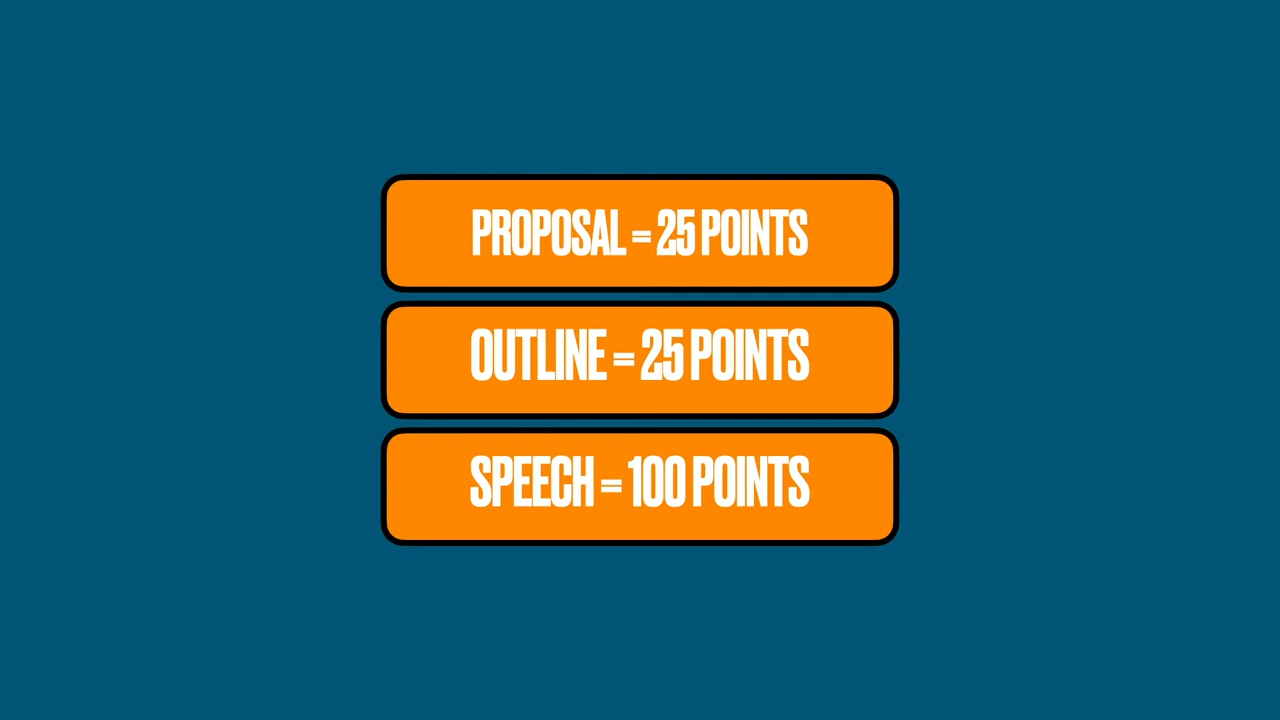 PROPOSAL = 25 POINTS
OUTLINE = 25 POINTS
SPEECH = 100 POINTS